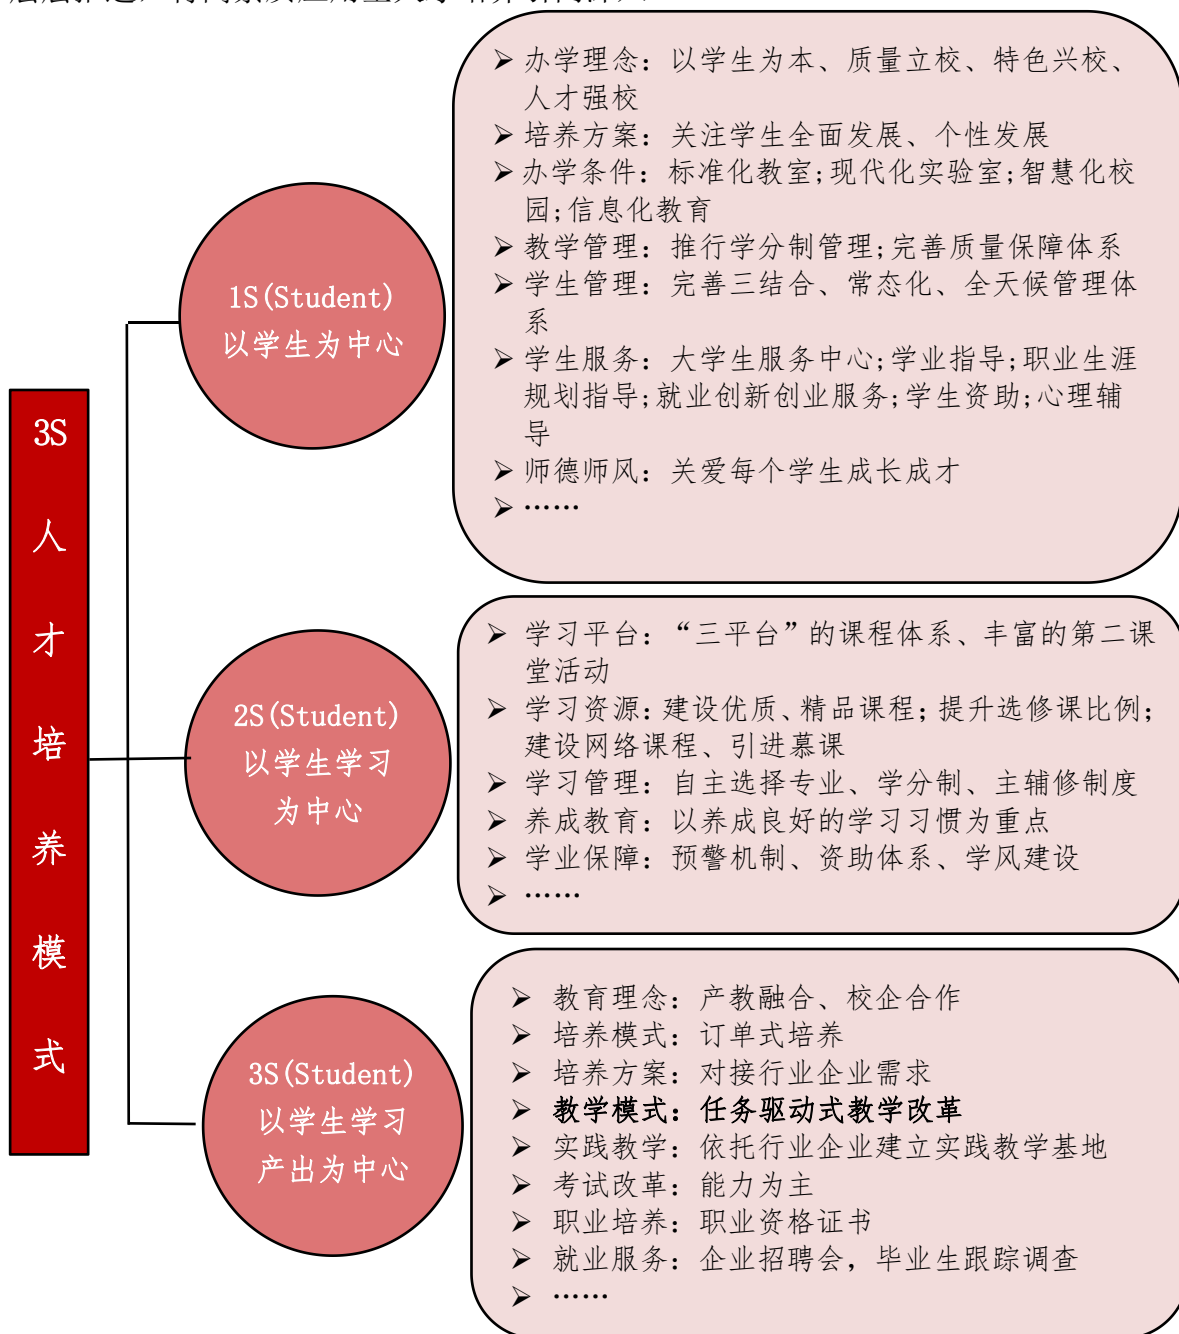 3S
人
才
培
养
模
式
1S(Student)
以学生为中心
➢ 办学理念：以学生为本、质量立校、特色兴校、
人才强校
➢ 培养方案：关注学生全面发展、个性发展
➢ 办学条件：标准化教室;现代化实验室;智慧化校
园;信息化教育
➢ 教学管理：推行学分制管理;完善质量保障体系
➢ 学生管理：完善三结合、常态化、全天候管理体
系
➢ 学生服务：大学生服务中心;学业指导;职业生涯
规划指导;就业创新创业服务;学生资助;心理辅
导
➢ 师德师风：关爱每个学生成长成才
➢ ……
2S(Student)
以学生学习
为中心
➢ 学习平台：“三平台”的课程体系、丰富的第二课
堂活动
➢ 学习资源：建设优质、精品课程；提升选修课比例；
建设网络课程、引进慕课
➢ 学习管理：自主选择专业、学分制、主辅修制度
➢ 养成教育：以养成良好的学习习惯为重点
➢ 学业保障：预警机制、资助体系、学风建设
➢ ……
3S(Student)
以学生学习
产出为中心
➢ 教育理念：产教融合、校企合作
➢ 培养模式：订单式培养
➢ 培养方案：对接行业企业需求
➢ 教学模式：任务驱动式教学改革
➢ 实践教学：依托行业企业建立实践教学基地
➢ 考试改革：能力为主
➢ 职业培养：职业资格证书
➢ 就业服务：企业招聘会，毕业生跟踪调查
➢ ……